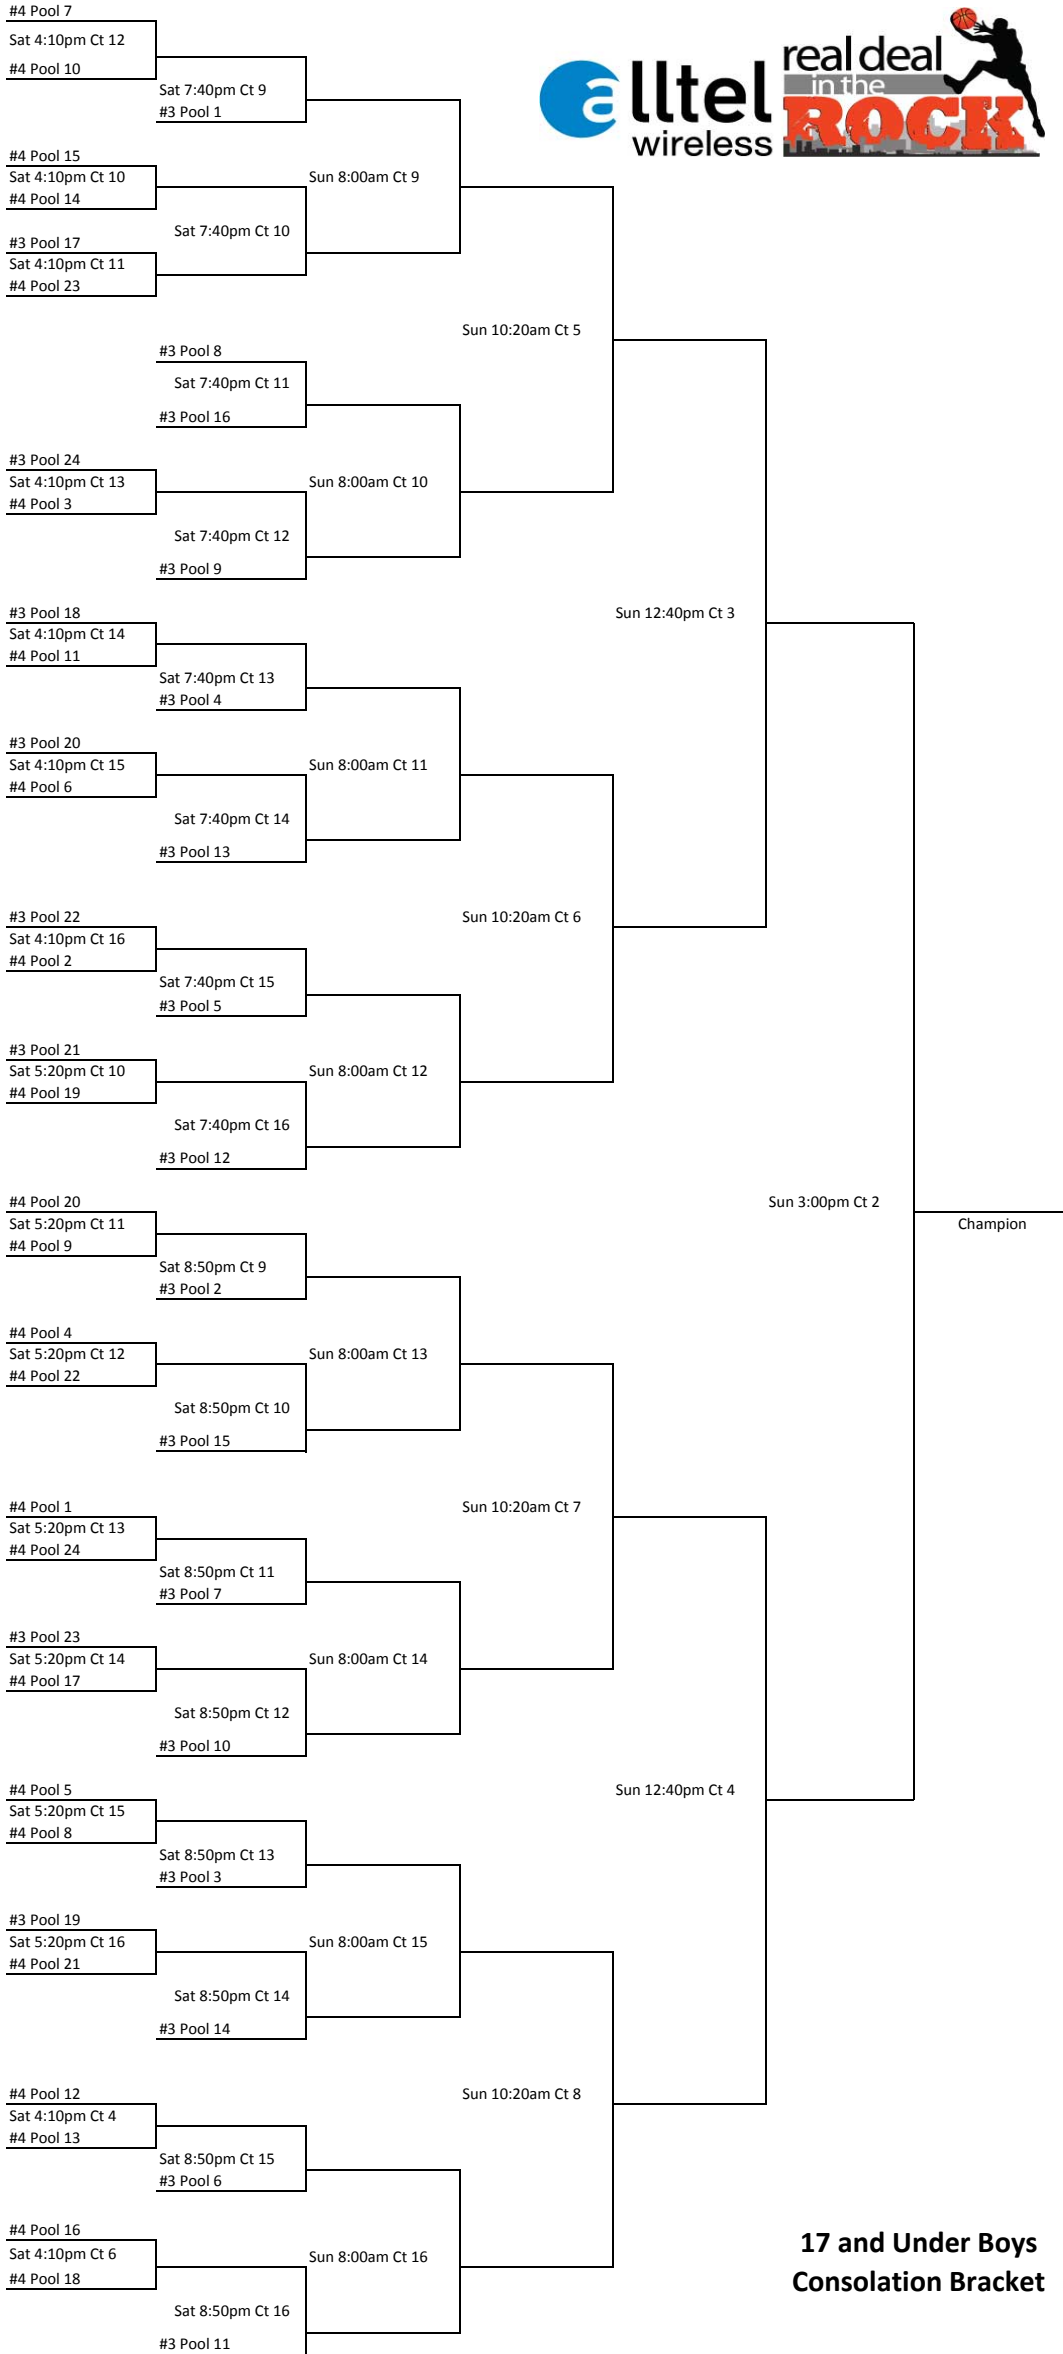 #4 Pool 7
Sat 4:10pm Ct 12
#4 Pool 10
Sat 7:40pm Ct 9
#3 Pool 1
alltel
wireless
real deal
in the
ROCK
#4 Pool 15
Sat 4:10pm Ct 10
#4 Pool 14
Sun 8:00am Ct 9
Sat 7:40pm Ct 10
#3 Pool 17
Sat 4:10pm Ct 11
#4 Pool 23
Sun 10:20am Ct 5
#3 Pool 8
Sat 7:40pm Ct 11
#3 Pool 16
#3 Pool 24
Sat 4:10pm Ct 13
#4 Pool 3
Sun 8:00am Ct 10
Sat 7:40pm Ct 12
#3 Pool 9
#3 Pool 18
Sat 4:10pm Ct 14
#4 Pool 11
Sun 12:40pm Ct 3
Sat 7:40pm Ct 13
#3 Pool 4
#3 Pool 20
Sat 4:10pm Ct 15
#4 Pool 6
Sun 8:00am Ct 11
Sat 7:40pm Ct 14
#3 Pool 13
#3 Pool 22
Sat 4:10pm Ct 16
#4 Pool 2
Sun 10:20am Ct 6
Sat 7:40pm Ct 15
#3 Pool 5
#3 Pool 21
Sat 5:20pm Ct 10
#4 Pool 19
Sun 8:00am Ct 12
Sat 7:40pm Ct 16
#3 Pool 12
#4 Pool 20
Sat 5:20pm Ct 11
#4 Pool 9
Sun 3:00pm Ct 2
Champion
Sat 8:50pm Ct 9
#3 Pool 2
#4 Pool 4
Sat 5:20pm Ct 12
#4 Pool 22
Sun 8:00am Ct 13
Sat 8:50pm Ct 10
#3 Pool 15
#4 Pool 1
Sat 5:20pm Ct 13
#4 Pool 24
Sun 10:20am Ct 7
Sat 8:50pm Ct 11
#3 Pool 7
#3 Pool 23
Sat 5:20pm Ct 14
#4 Pool 17
Sun 8:00am Ct 14
Sat 8:50pm Ct 12
#3 Pool 10
#4 Pool 5
Sat 5:20pm Ct 15
#4 Pool 8
Sun 12:40pm Ct 4
Sat 8:50pm Ct 13
#3 Pool 3
#3 Pool 19
Sat 5:20pm Ct 16
#4 Pool 21
Sun 8:00am Ct 15
Sat 8:50pm Ct 14
#3 Pool 14
#4 Pool 12
Sat 4:10pm Ct 4
#4 Pool 13
Sun 10:20am Ct 8
Sat 8:50pm Ct 15
#3 Pool 6
#4 Pool 16
Sat 4:10pm Ct 6
#4 Pool 18
Sun 8:00am Ct 16
Sat 8:50pm Ct 16
#3 Pool 11
17 and Under Boys
Consolation Bracket